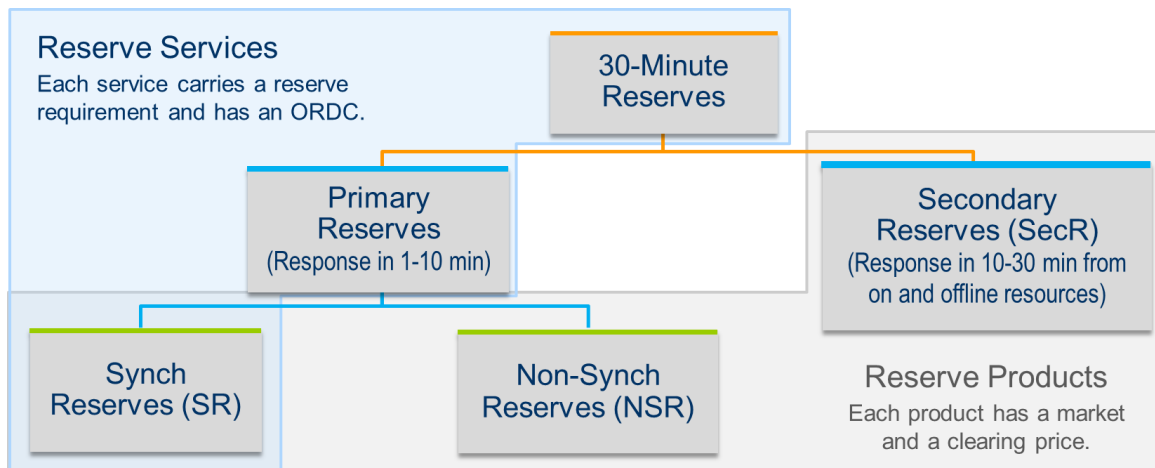 Reserve Services
Each service carries a reserve
requirement and has an ORDC.
30-Minute
Reserves
Primary
Reserves
(Response in 1-10 min)
Secondary
Reserves (SecR)
(Response in 10-30 min from
on and offline resources)
Synch
Reserves (SR)
Non-Synch
Reserves (NSR)
Reserve Products
Each product has a market
and a clearing price.